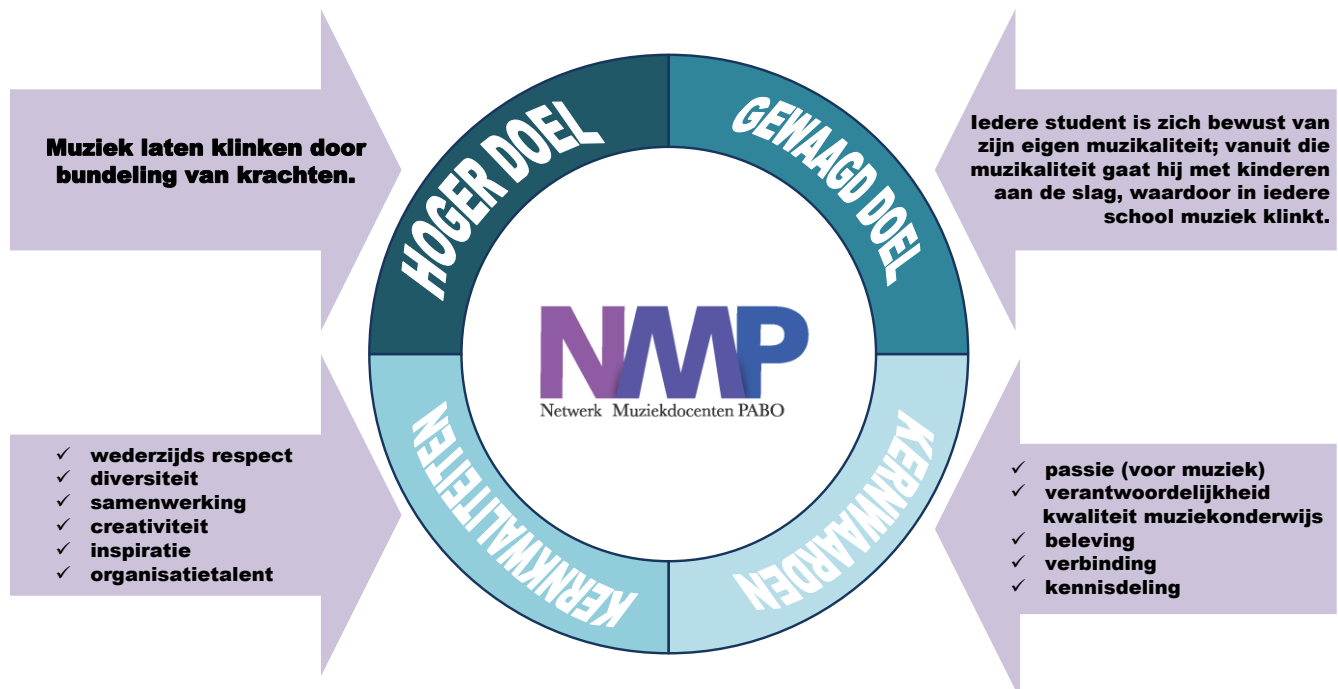 Muziek laten klinken door
bundeling van krachten.
HOGER DOEL
GEWAAGD DOEL
Iedere student is zich bewust van
zijn eigen muzikaliteit; vanuit die
muzikaliteit gaat hij met kinderen
aan de slag, waardoor in iedere
school muziek klinkt.
NMP
Netwerk Muziekdocenten PABO
✓ wederzijds respect
✓ diversiteit
✓ samenwerking
✓ creativiteit
✓ inspiratie
✓ organisatietalent
KERNKWALITEITEN
KERNWAARDEN
✓ passie (voor muziek)
✓ verantwoordelijkheid
kwaliteit muziekonderwijs
✓ beleving
✓ verbinding
✓ kennisdeling